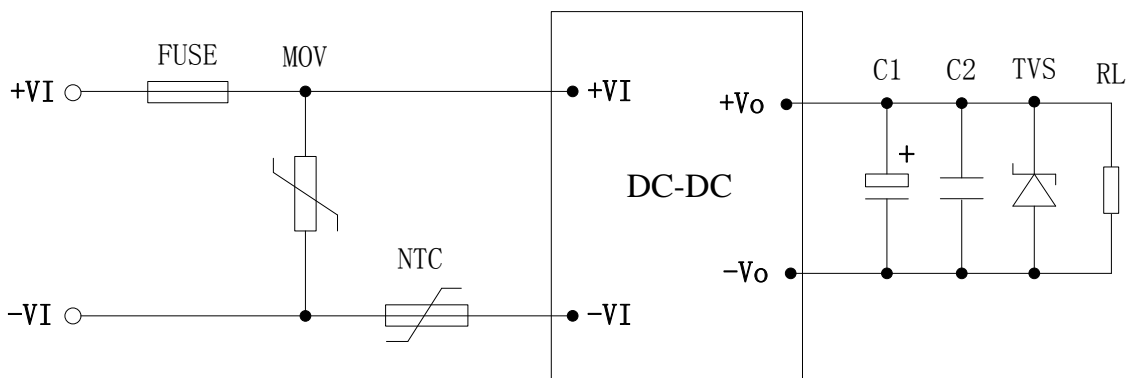 FUSE
MOV
+VI
+VI
NTC
-VI
-VI
DC-DC
+Vo
-Vo
C1
C2
TVS
RL
+